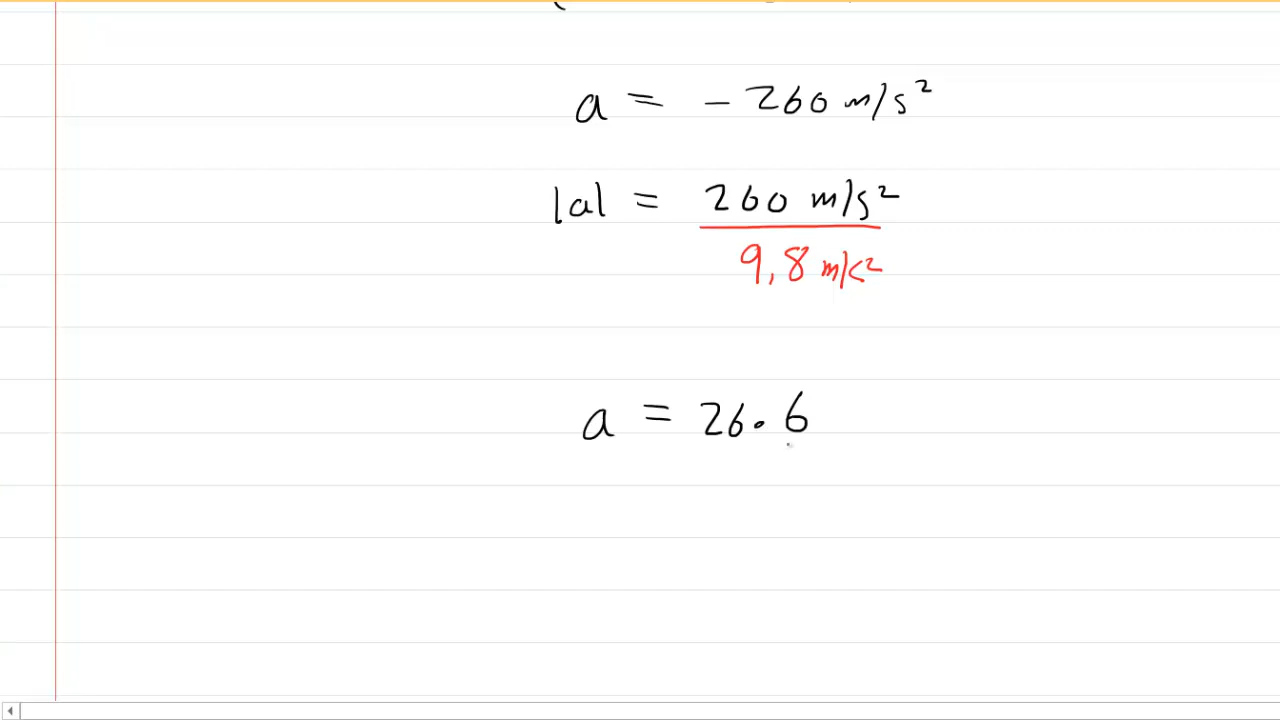 a = - 260 m/s²
|a| = 260 m/s²
9,8 m/s²
a = 26.6